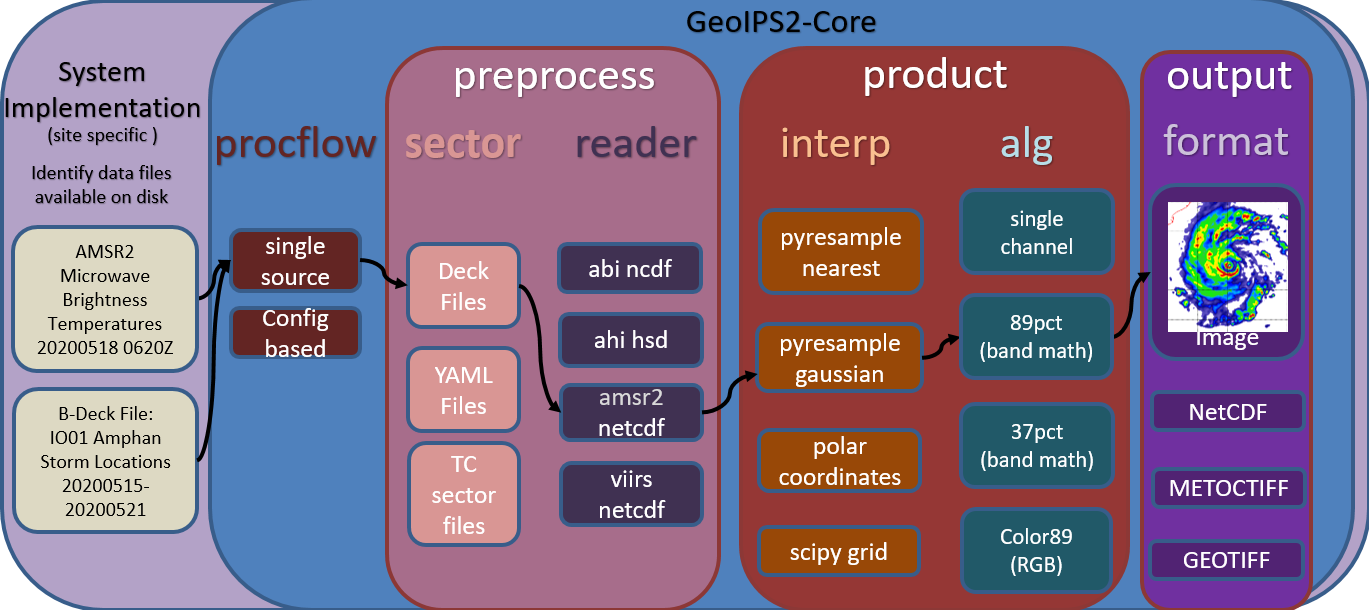 GeoIPS2-Core
System
Implementation
(site specific )
Identify data files
available on disk
AMSR2
Microwave
Brightness
Temperatures
20200518 0620Z
B-Deck File:
IO01 Amphan
Storm Locations
20200515-
20200521
procflow
single
source
Config
based
preprocess
sector
Deck
Files
YAML
Files
TC
sector
files
reader
abi ncdf
ahi hsd
amsr2
netcdf
viirs
netcdf
product
interp
pyresample
nearest
pyresample
gaussian
polar
coordinates
scipy grid
alg
single
channel
89pct
(band math)
37pct
(band math)
Color89
(RGB)
output
format
Image
NetCDF
METOCTIFF
GEOTIFF